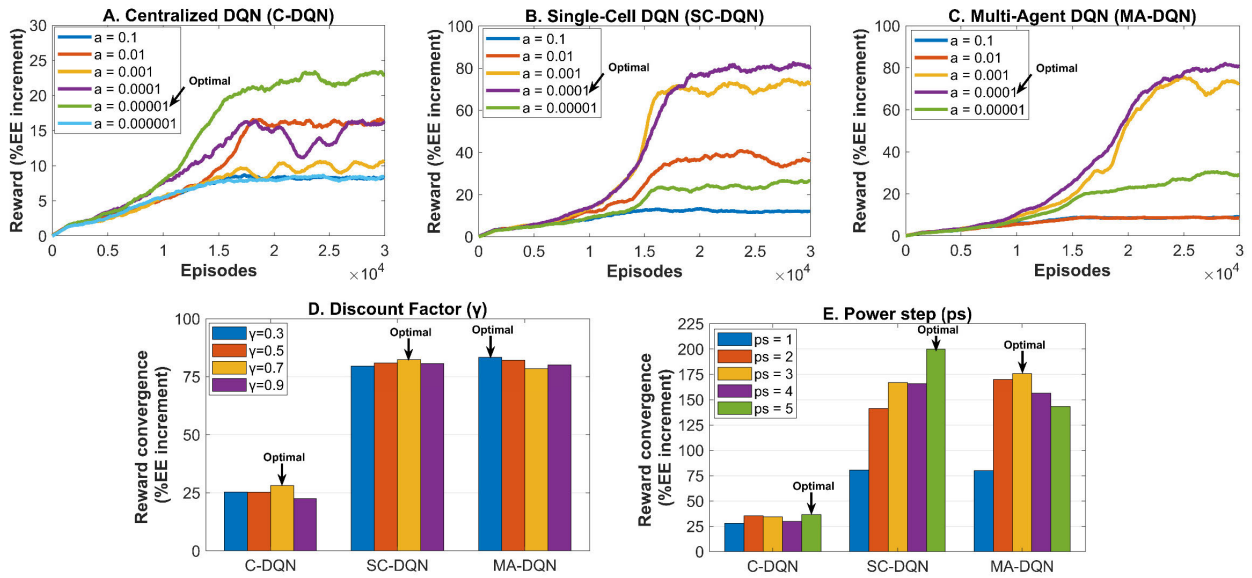 A. Centralized DQN (C-DQN)
Reward (%EE increment)
30
25
20
15
10
5
0
a = 0.1
a = 0.01
a = 0.001
a = 0.0001
a = 0.00001
a = 0.000001
Optimal
0 0.5 1 1.5 2 2.5 3
Episodes
×10⁴
B. Single-Cell DQN (SC-DQN)
Reward (%EE increment)
100
80
60
40
20
0
a = 0.1
a = 0.01
a = 0.001
a = 0.0001
a = 0.00001
Optimal
0 0.5 1 1.5 2 2.5 3
Episodes
×10⁴
C. Multi-Agent DQN (MA-DQN)
Reward (%EE increment)
100
80
60
40
20
0
a = 0.1
a = 0.01
a = 0.001
a = 0.0001
a = 0.00001
Optimal
0 0.5 1 1.5 2 2.5 3
Episodes
×10⁴
D. Discount Factor (γ)
Reward convergence
(%EE increment)
100
75
50
25
0
γ=0.3
γ=0.5
γ=0.7
γ=0.9
Optimal
Optimal
Optimal
C-DQN SC-DQN MA-DQN
E. Power step (ps)
Reward convergence
(%EE increment)
225
200
175
150
125
100
75
50
25
0
ps = 1
ps = 2
ps = 3
ps = 4
ps = 5
Optimal
Optimal
Optimal
C-DQN SC-DQN MA-DQN